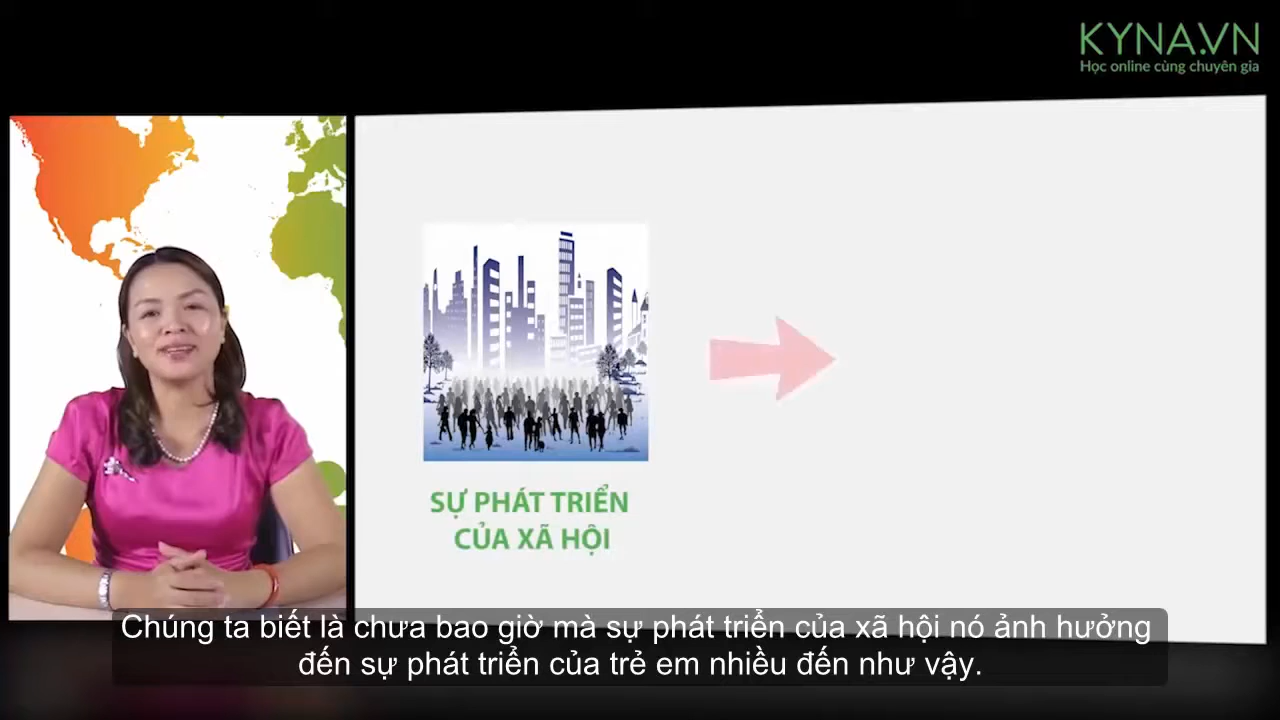 KYNA.VN
Học online cùng chuyên gia
SỰ PHÁT TRIỂN
CỦA XÃ HỘI
Chúng ta biết là chưa bao giờ mà sự phát triển của xã hội nó ảnh hưởng
đến sự phát triển của trẻ em nhiều đến như vậy.